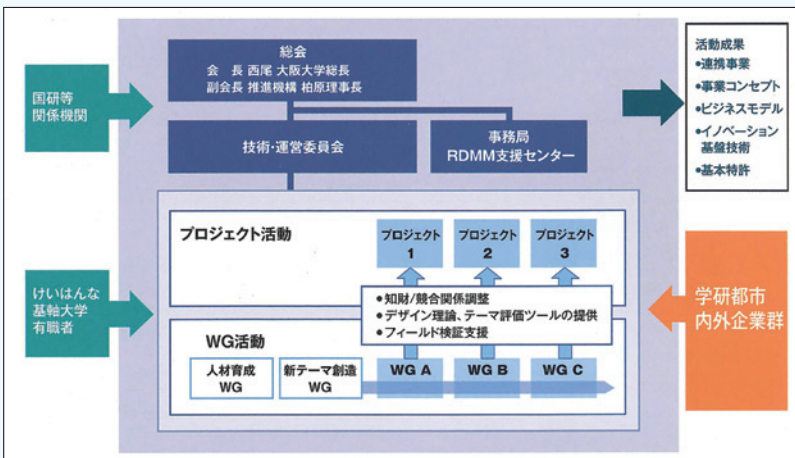 総会
会　長 西尾 大阪大学総長
副会長 推進機構 柏原理事長
国研等
関係機関
技術・運営委員会
事務局
RDMM支援センター
活動成果
●連携事業
●事業コンセプト
●ビジネスモデル
●イノベーション
基盤技術
●基本特許
プロジェクト活動
プロジェクト
1
プロジェクト
2
プロジェクト
3
けいはんな
基軸大学
有職者
●知財/競合関係調整
●デザイン理論、テーマ評価ツールの提供
●フィールド検証支援
学研都市
内外企業群
WG活動
人材育成
WG
新テーマ創造
WG
WG A
WG B
WG C